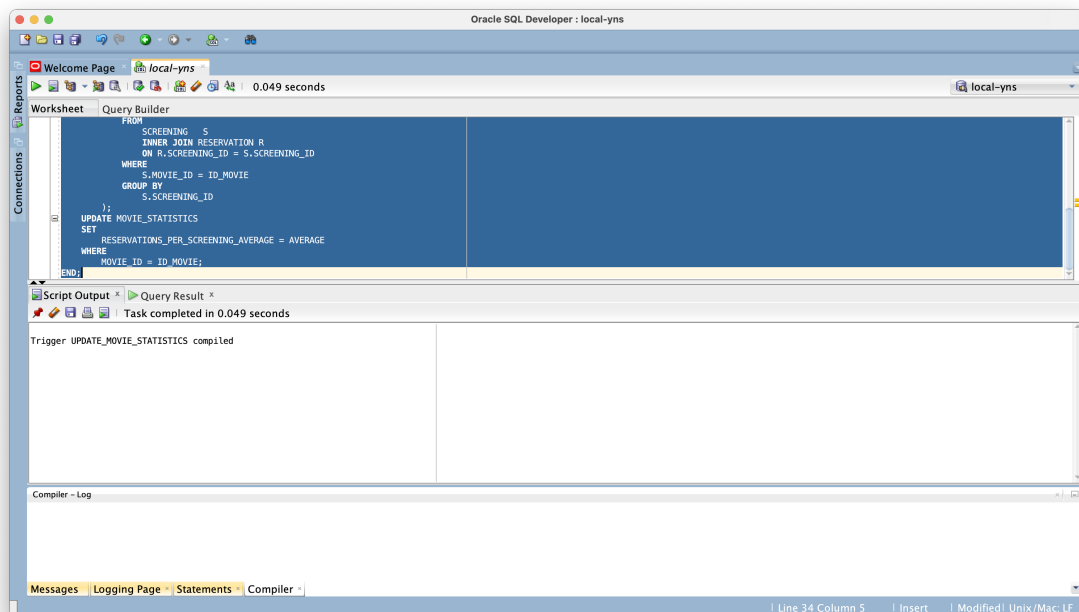 Oracle SQL Developer : local-yns
Welcome Page
local-yns
0.049 seconds
local-yns
Reports
Connections
Worksheet
Query Builder
FROM
SCREENING S
INNER JOIN RESERVATION R
ON R.SCREENING_ID = S.SCREENING_ID
WHERE
S.MOVIE_ID = ID_MOVIE
GROUP BY
S.SCREENING_ID
);
UPDATE MOVIE_STATISTICS
SET
RESERVATIONS_PER_SCREENING_AVERAGE = AVERAGE
WHERE
MOVIE_ID = ID_MOVIE;
END;
Script Output
Query Result
Task completed in 0.049 seconds
Trigger UPDATE_MOVIE_STATISTICS compiled
Compiler - Log
Messages
Logging Page
Statements
Compiler
Line 34 Column 5
Insert
Modified
Unix/Mac: LF